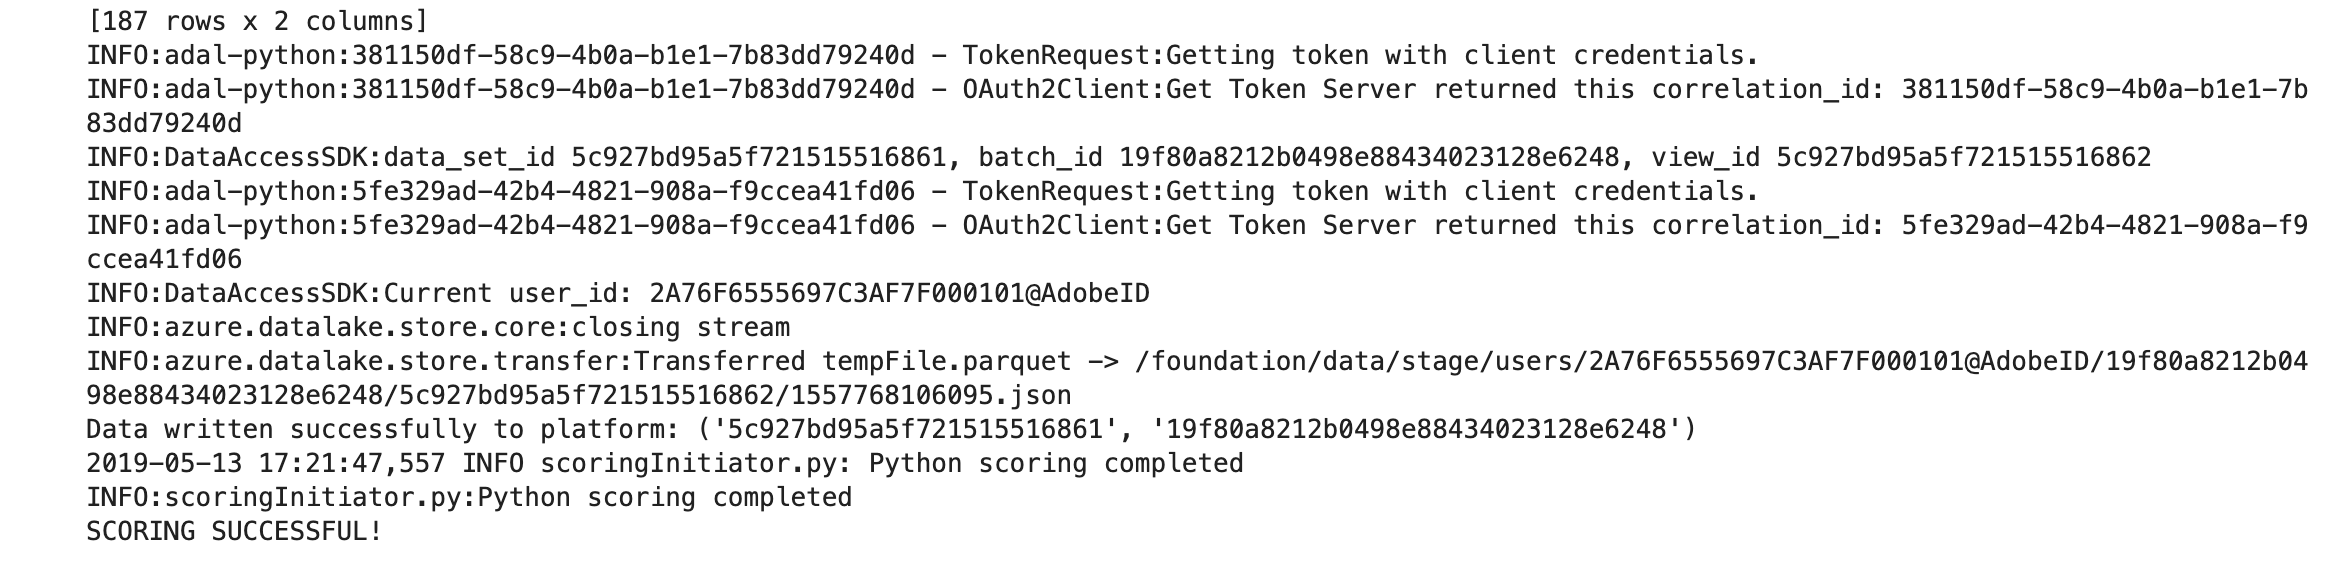 [187 rows x 2 columns]
INFO:adal-python:381150df-58c9-4b0a-b1e1-7b83dd79240d - TokenRequest:Getting token with client credentials.
INFO:adal-python:381150df-58c9-4b0a-b1e1-7b83dd79240d - OAuth2Client:Get Token Server returned this correlation_id: 381150df-58c9-4b0a-b1e1-7b
83dd79240d
INFO:DataAccessSDK:data_set_id 5c927bd95a5f721515516861, batch_id 19f80a8212b0498e88434023128e6248, view_id 5c927bd95a5f721515516862
INFO:adal-python:5fe329ad-42b4-4821-908a-f9ccea41fd06 - TokenRequest:Getting token with client credentials.
INFO:adal-python:5fe329ad-42b4-4821-908a-f9ccea41fd06 - OAuth2Client:Get Token Server returned this correlation_id: 5fe329ad-42b4-4821-908a-f9
ccea41fd06
INFO:DataAccessSDK:Current user_id: 2A76F6555697C3AF7F000101@AdobeID
INFO:azure.datalake.store.core:closing stream
INFO:azure.datalake.store.transfer:Transferred tempFile.parquet -> /foundation/data/stage/users/2A76F6555697C3AF7F000101@AdobeID/19f80a8212b04
98e88434023128e6248/5c927bd95a5f721515516862/1557768106095.json
Data written successfully to platform: ('5c927bd95a5f721515516861', '19f80a8212b0498e88434023128e6248')
2019-05-13 17:21:47,557 INFO scoringInitiator.py: Python scoring completed
INFO:scoringInitiator.py:Python scoring completed
SCORING SUCCESSFUL!